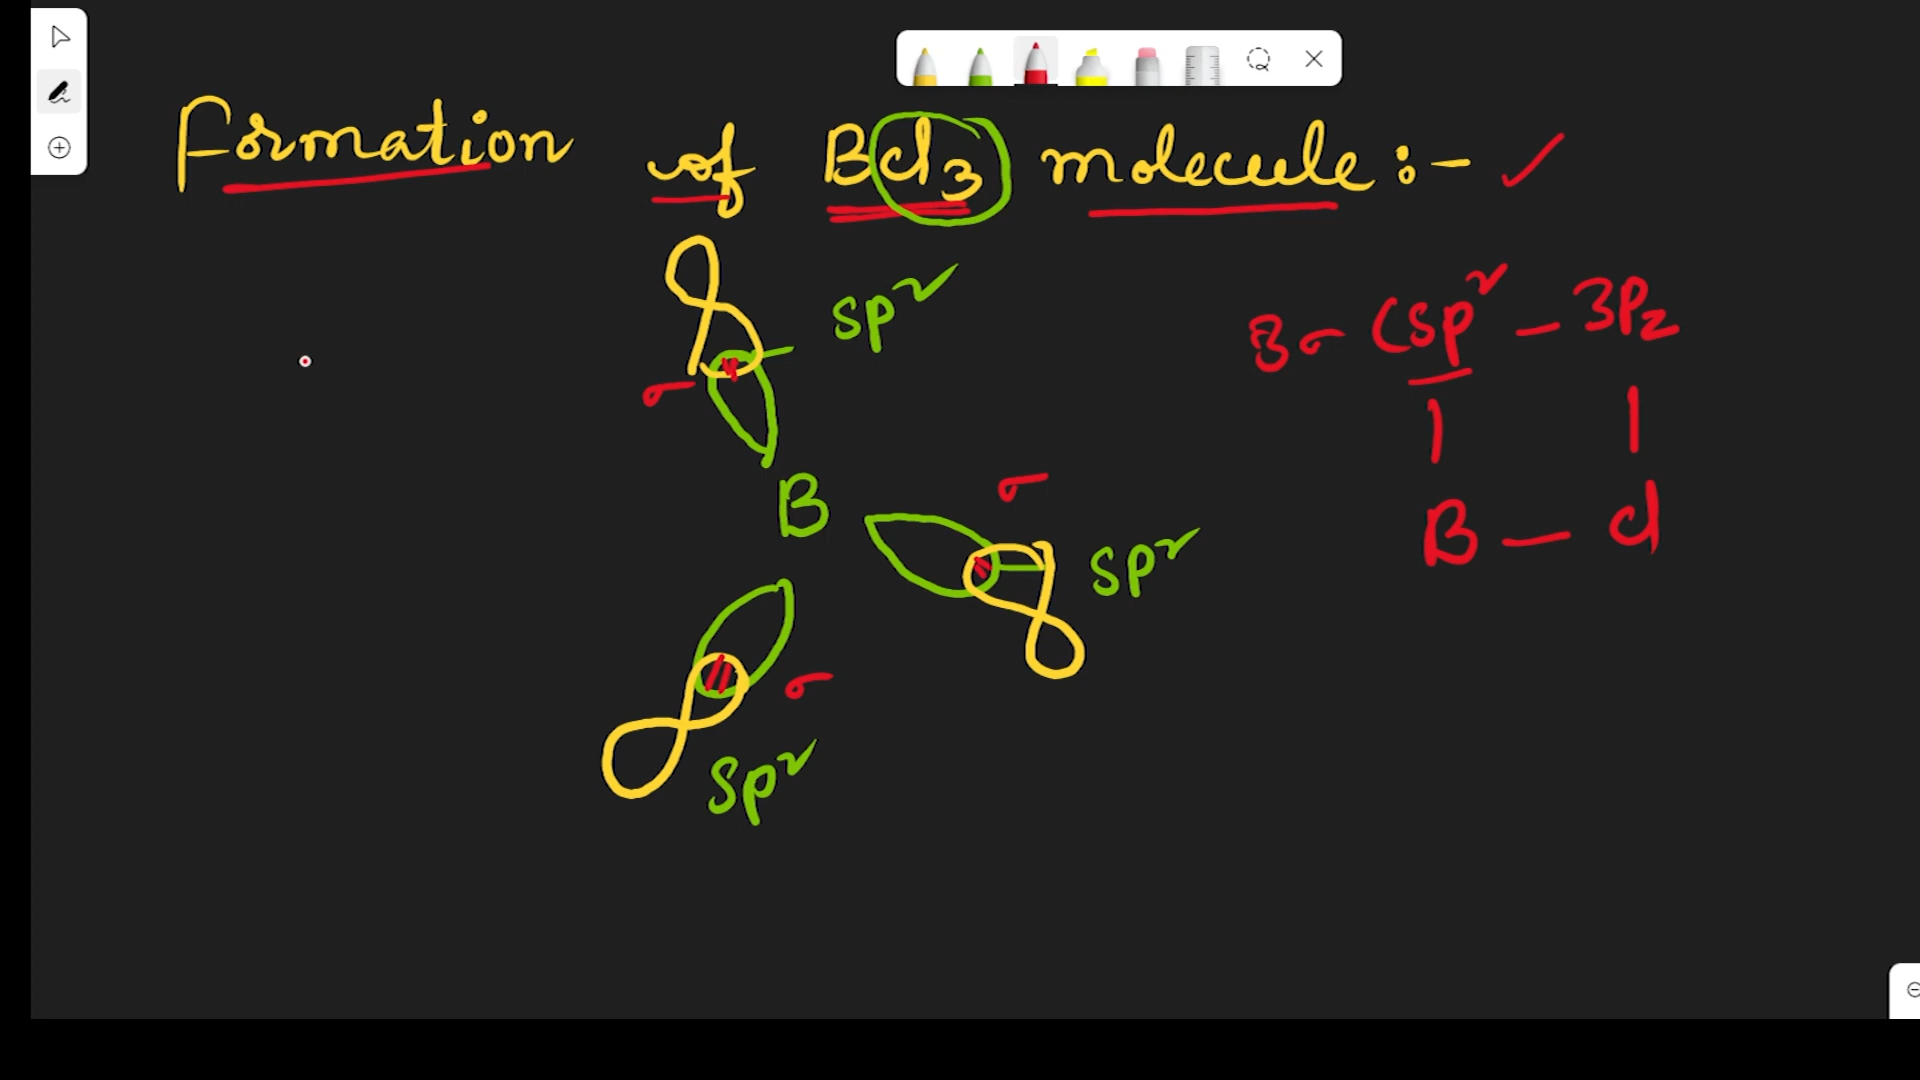 Formation of BCl₃ molecule :- ✓
sp²
3σ (sp² - 3Pz
σ
B
σ
B - Cl
sp²
σ
sp²